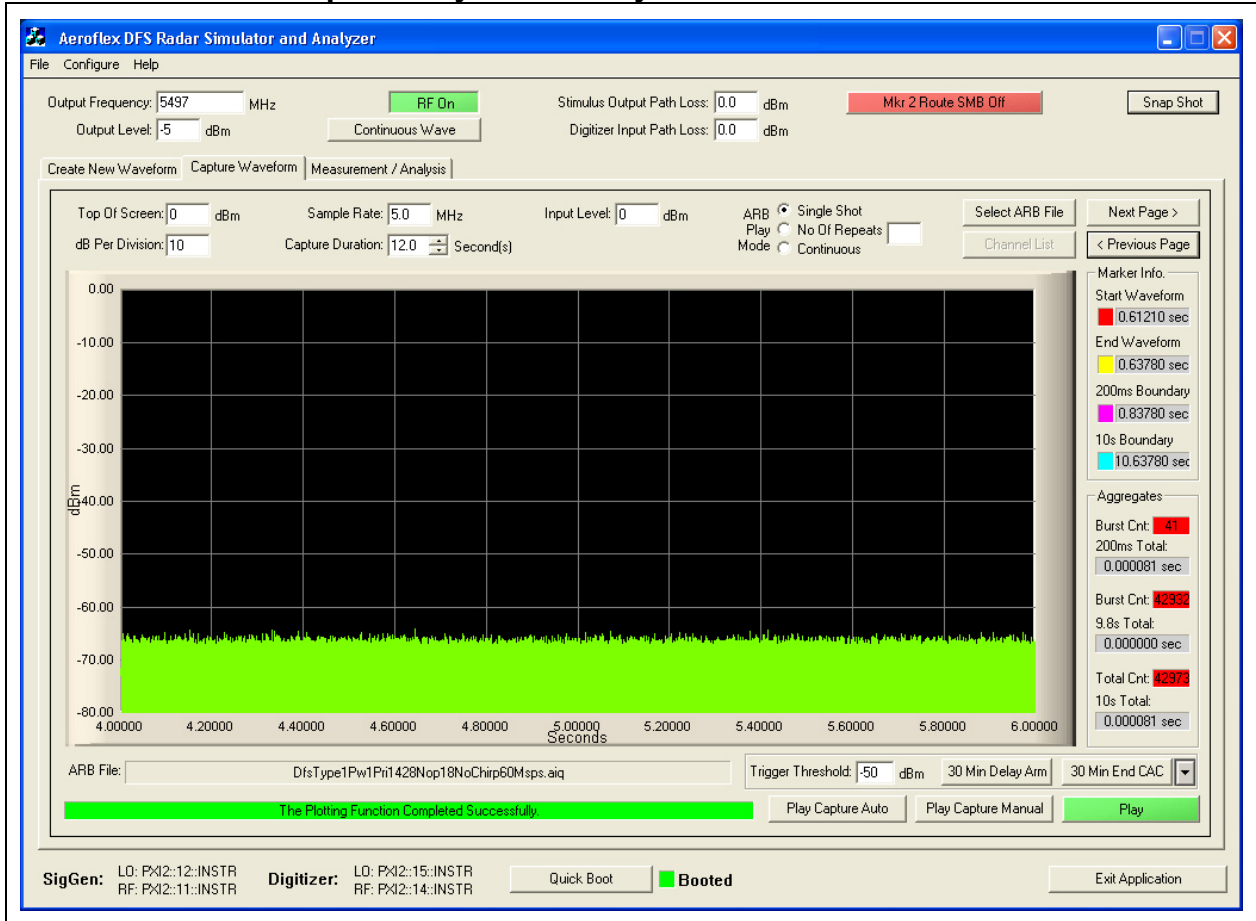 Aeroflex DFS Radar Simulator and Analyzer
File Configure Help
Output Frequency: 5497 MHz
RF On
Stimulus Output Path Loss: 0.0 dBm
Mkr 2 Route SMB Off
Snap Shot
Output Level: -5 dBm
Continuous Wave
Digitizer Input Path Loss: 0.0 dBm
Create New Waveform Capture Waveform Measurement / Analysis
Top Of Screen: 0 dBm
Sample Rate: 5.0 MHz
Input Level: 0 dBm
ARB Play Mode
Single Shot
No Of Repeats
Continuous
Select ARB File
Next Page >
dB Per Division: 10
Capture Duration: 12.0 Second(s)
Channel List
< Previous Page
0.00
-10.00
-20.00
-30.00
-40.00
-50.00
-60.00
-70.00
-80.00
dBm
4.00000 4.20000 4.40000 4.60000 4.80000 5.00000 5.20000 5.40000 5.60000 5.80000 6.00000
Seconds
Marker Info.
Start Waveform
0.61210 sec
End Waveform
0.63780 sec
200ms Boundary
0.83780 sec
10s Boundary
10.63780 sec
Aggregates
Burst Cnt: 41
200ms Total:
0.000081 sec
Burst Cnt: 42932
9.8s Total:
0.000000 sec
Total Cnt: 42973
10s Total:
0.000081 sec
ARB File: DfsType1Pw1Pri1428Nop18NoChirp60Msps.aiq
Trigger Threshold: -50 dBm
30 Min Delay Arm
30 Min End CAC
The Plotting Function Completed Successfully.
Play Capture Auto
Play Capture Manual
Play
SigGen: LO: PXI2::12::INSTR
RF: PXI2::11::INSTR
Digitizer: LO: PXI2::15::INSTR
RF: PXI2::14::INSTR
Quick Boot
Booted
Exit Application